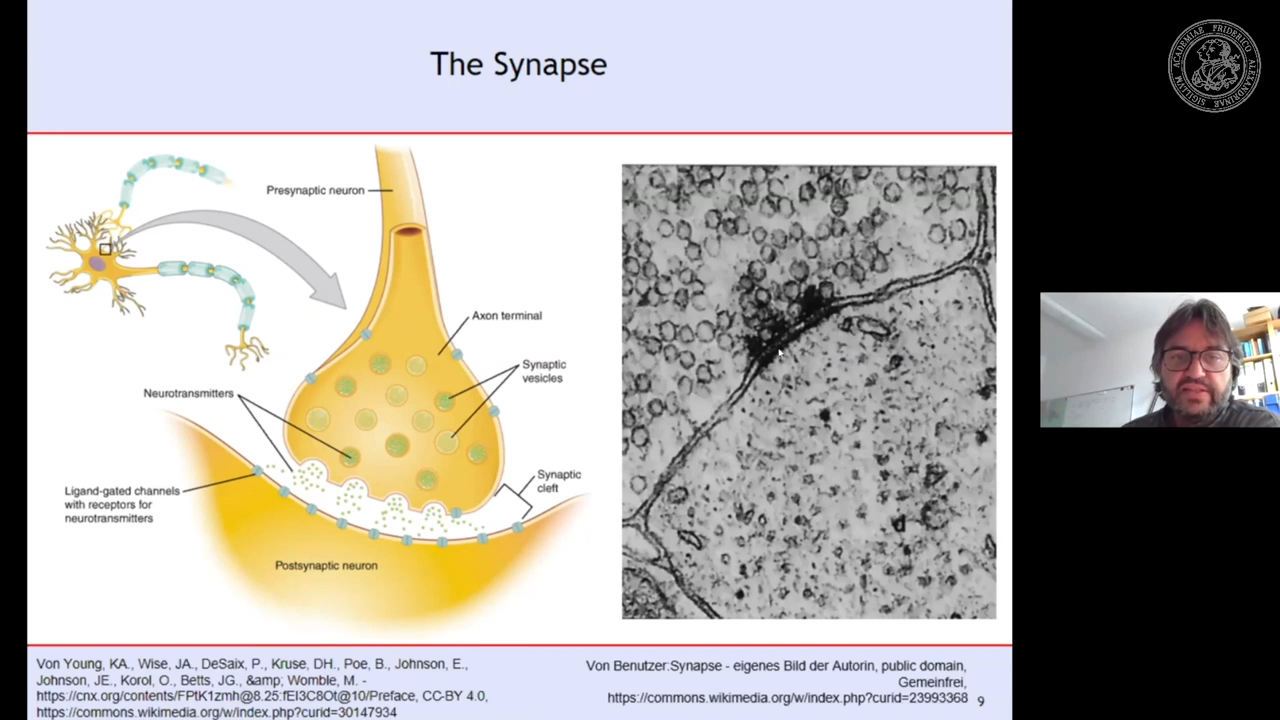 The Synapse
Presynaptic neuron
Axon terminal
Synaptic
vesicles
Neurotransmitters
Synaptic
cleft
Ligand-gated channels
with receptors for
neurotransmitters
Postsynaptic neuron
Von Young, KA., Wise, JA., DeSaix, P., Kruse, DH., Poe, B., Johnson, E.,
Johnson, JE., Korol, O., Betts, JG., &amp; Womble, M. -
https://cnx.org/contents/FPtK1zmh@8.25:fEI3C8Ot@10/Preface, CC-BY 4.0,
https://commons.wikimedia.org/w/index.php?curid=30147934
Von Benutzer:Synapse - eigenes Bild der Autorin, public domain,
Gemeinfrei,
https://commons.wikimedia.org/w/index.php?curid=23993368
9
ACADEMIAE FRIDERICO ALEXANDRINAE SIGILLVM